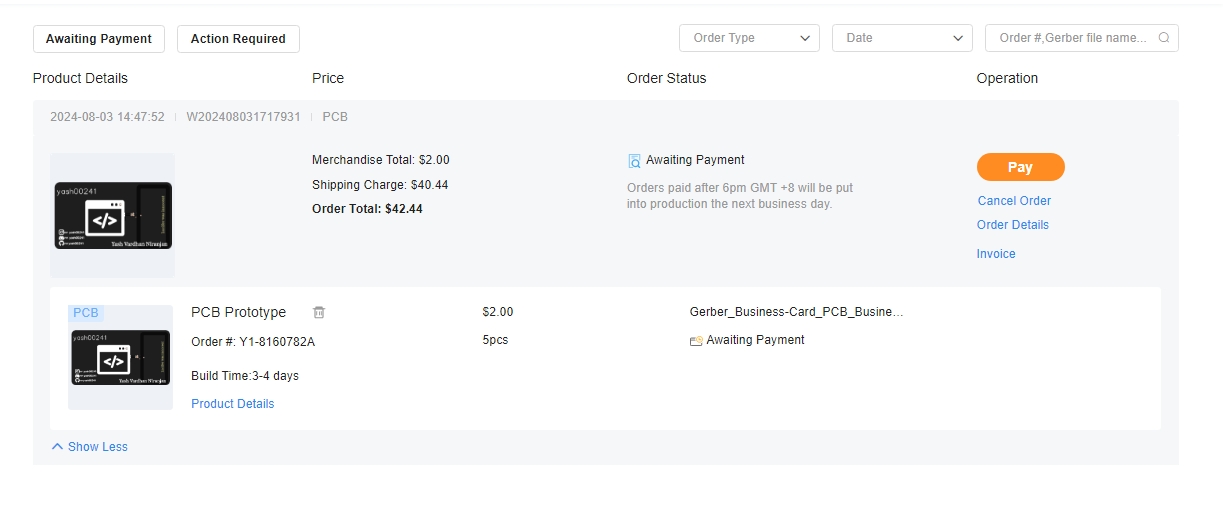 Awaiting Payment
Action Required
Order Type
Date
Order #,Gerber file name...
Product Details
Price
Order Status
Operation
2024-08-03 14:47:52
W202408031717931
PCB
yash00241
</>
Yash Vardhan Niranjan
Merchandise Total: $2.00
Shipping Charge: $40.44
Order Total: $42.44
Awaiting Payment
Orders paid after 6pm GMT +8 will be put
into production the next business day.
Pay
Cancel Order
Order Details
Invoice
PCB
yash00241
</>
Yash Vardhan Niranjan
PCB Prototype
Order #: Y1-8160782A
Build Time:3-4 days
Product Details
$2.00
5pcs
Gerber_Business-Card_PCB_Busine...
Awaiting Payment
Show Less